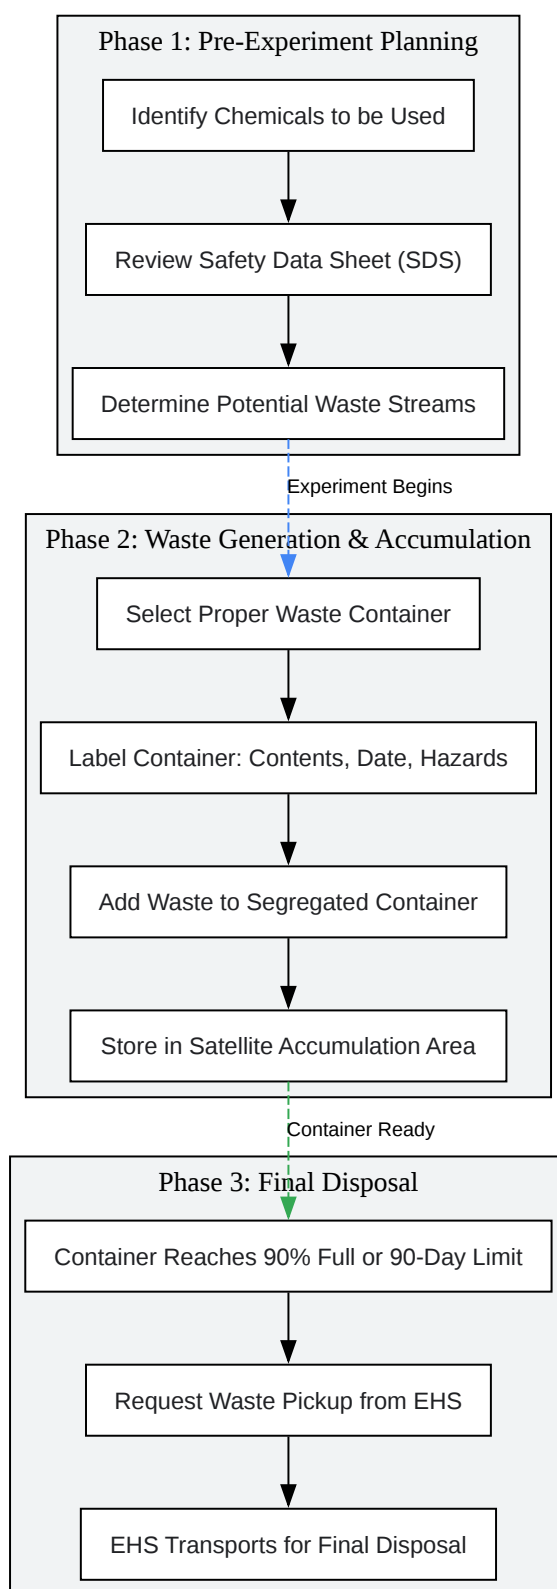 Phase 1: Pre-Experiment Planning
Identify Chemicals to be Used
Review Safety Data Sheet (SDS)
Determine Potential Waste Streams
Experiment Begins
Phase 2: Waste Generation & Accumulation
Select Proper Waste Container
Label Container: Contents, Date, Hazards
Add Waste to Segregated Container
Store in Satellite Accumulation Area
Container Ready
Phase 3: Final Disposal
Container Reaches 90% Full or 90-Day Limit
Request Waste Pickup from EHS
EHS Transports for Final Disposal